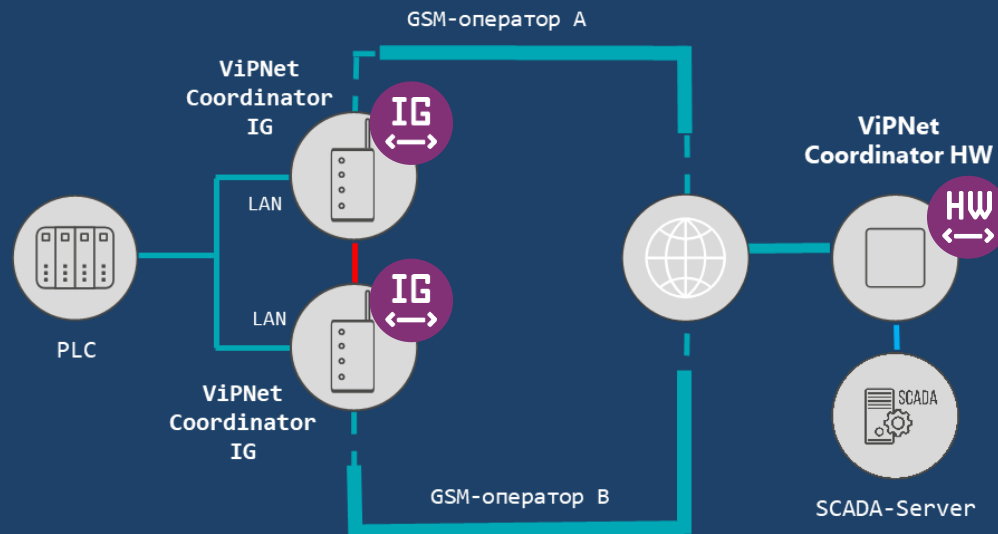 GSM-оператор A
ViPNet
Coordinator
IG
IG
LAN
ViPNet
Coordinator HW
HW
IG
LAN
PLC
ViPNet
Coordinator
IG
SCADA
GSM-оператор B
SCADA-Server